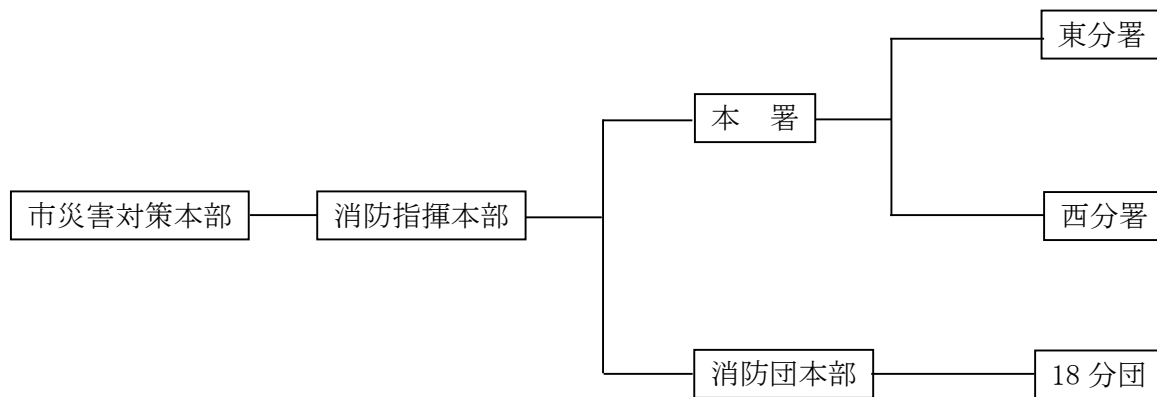 東分署
本　署
市災害対策本部
消防指揮本部
西分署
消防団本部
18 分団